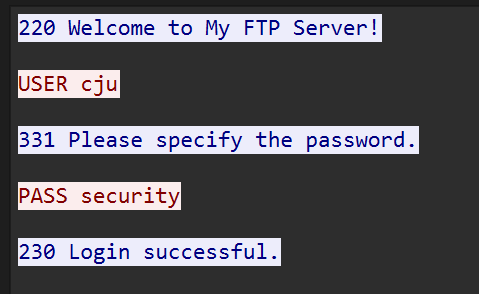 220 Welcome to My FTP Server!
USER cju
331 Please specify the password.
PASS security
230 Login successful.